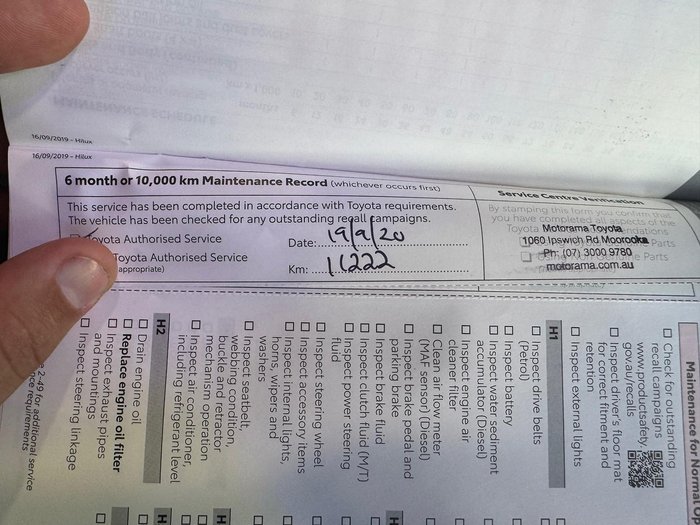 16/09/2019 - Hilux
16/09/2019 - Hilux
6 month or 10,000 km Maintenance Record (whichever occurs first)
This service has been completed in accordance with Toyota requirements.
The vehicle has been checked for any outstanding recall campaigns.
Toyota Authorised Service
Toyota Authorised Service
appropriate)
Date: 19/9/20
Km: 11222
Service Centre Verification
By stamping this form you confirm that
you have completed all aspects of the
Toyota
Motorama Toyota
1060 Ipswich Rd Moorooka
Parts
Ph: (07) 3000 9780
Parts
motorama.com.au
Maintenance for Normal
Check for outstanding
recall campaigns
www.productsafety.
gov.au/recalls
Inspect driver's floor mat
for correct fitment and
retention
Inspect external lights
H1
Inspect drive belts
(Petrol)
Inspect battery
Inspect water sediment
accumulator (Diesel)
Inspect engine air
cleaner filter
Clean air flow meter
(MAF sensor) (Diesel)
Inspect brake pedal and
parking brake
Inspect brake fluid
Inspect clutch fluid (M/T)
Inspect power steering
fluid
Inspect steering wheel
Inspect accessory items
Inspect internal lights,
horns, wipers and
washers
Inspect seatbelt,
webbing condition,
buckle and retractor
mechanism operation
Inspect air conditioner,
including refrigerant level
H2
Drain engine oil
Replace engine oil filter
Inspect exhaust pipes
and mountings
Inspect steering linkage
2-49 for additional service
requirements